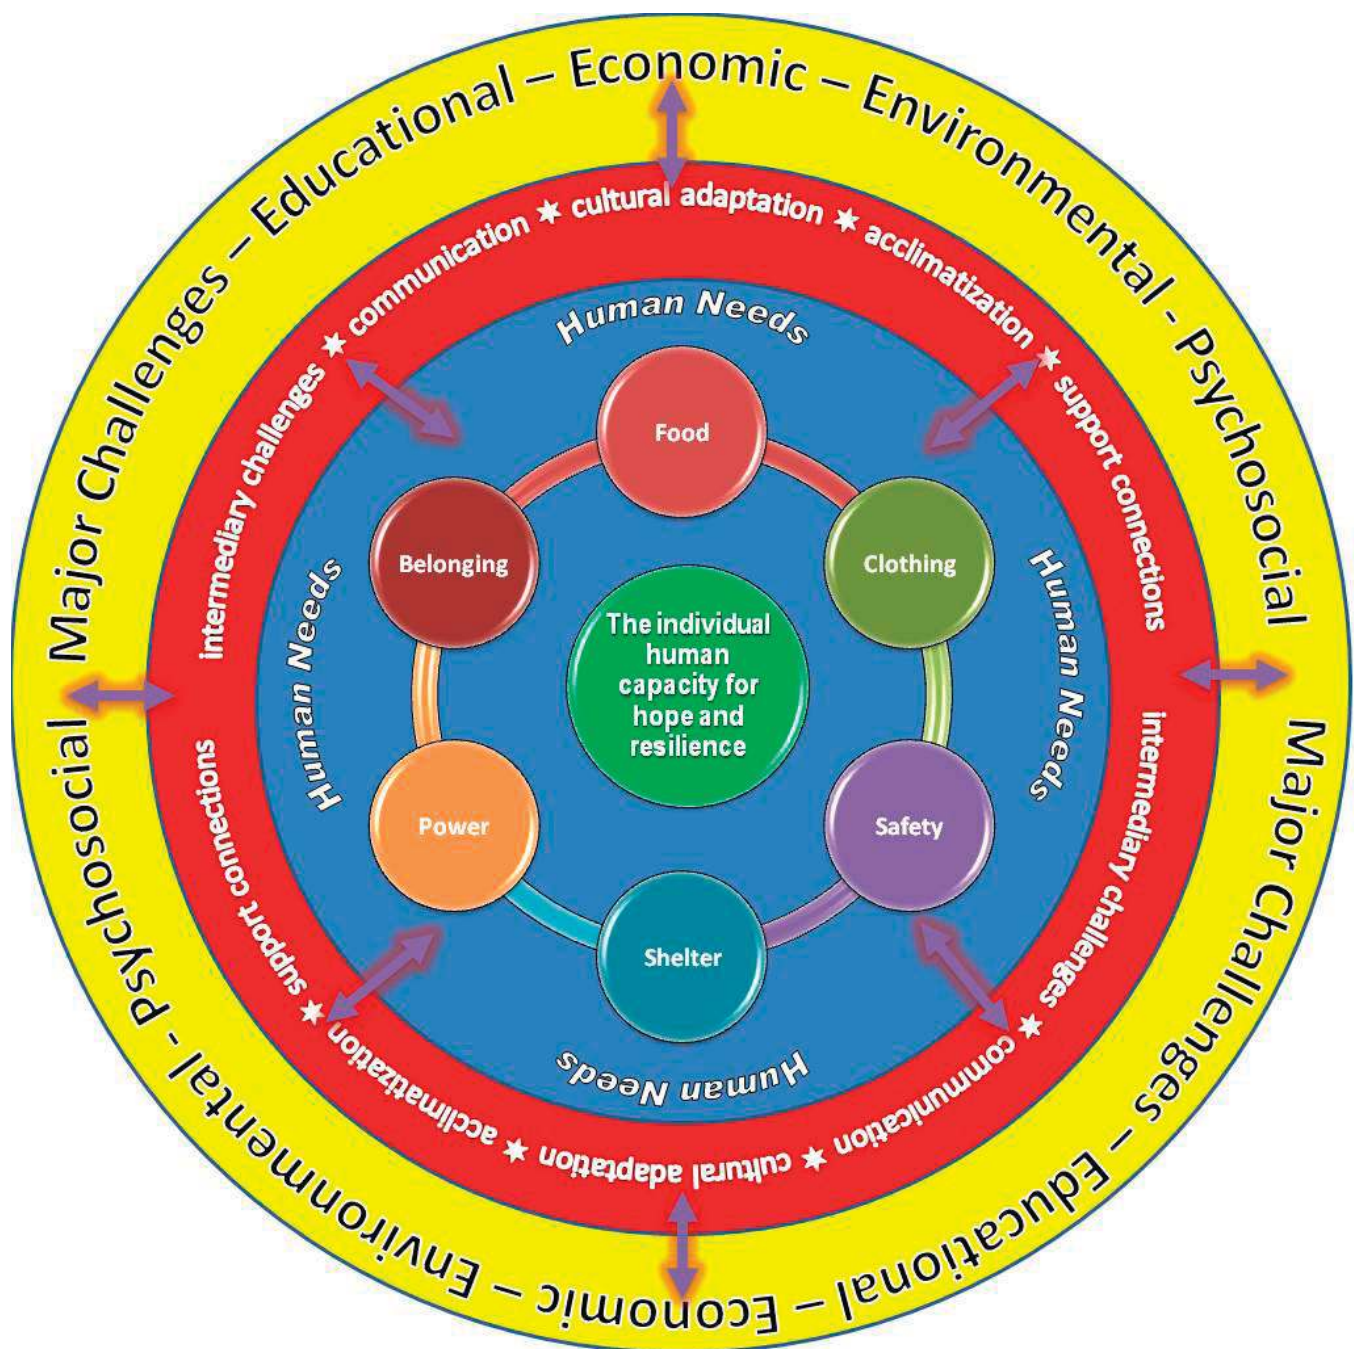 Major Challenges – Educational – Economic – Environmental - Psychosocial
Major Challenges – Educational – Economic – Environmental - Psychosocial
intermediary challenges ★ communication ★ cultural adaptation ★ acclimatization ★ support connections
intermediary challenges ★ communication ★ cultural adaptation ★ acclimatization ★ support connections
Human Needs
Human Needs
Human Needs
Human Needs
Food
Clothing
Safety
Shelter
Power
Belonging
The individual
human
capacity for
hope and
resilience